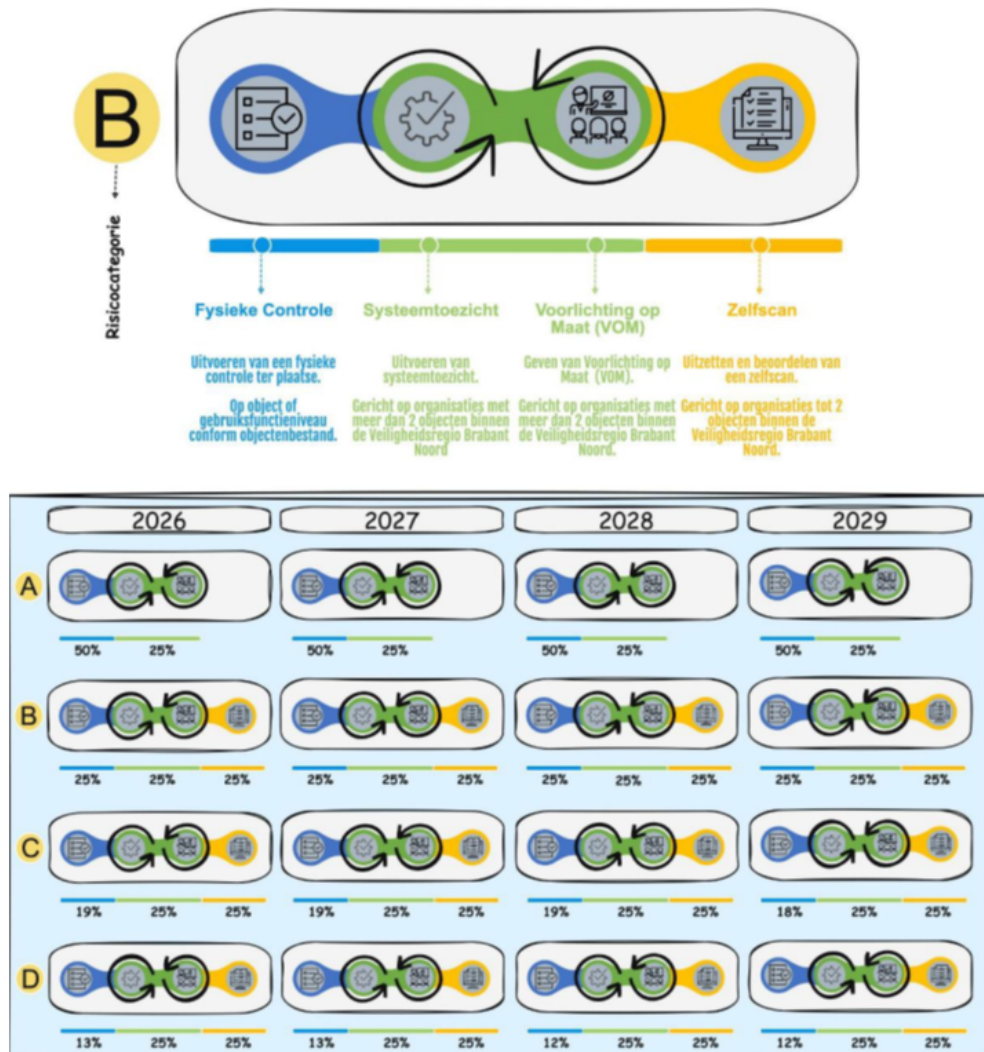 B
Risicocategorie
Fysieke Controle
Uitvoeren van een fysieke
controle ter plaatse.
Op object of
gebruiksfunctieniveau
conform objectenbestand.
Systeemtoezicht
Uitvoeren van
systeemtoezicht.
Gericht op organisaties met
meer dan 2 objecten binnen
de Veiligheidsregio Brabant
Noord
Voorlichting op
Maat (VOM)
Geven van Voorlichting op
Maat (VOM).
Gericht op organisaties met
meer dan 2 objecten binnen
de Veiligheidsregio Brabant
Noord.
Zelfscan
Uitzetten en beoordelen van
een zelfscan.
Gericht op organisaties tot 2
objecten binnen de
Veiligheidsregio Brabant
Noord.
2026 2027 2028 2029
A
50% 25% 50% 25% 50% 25% 50% 25%
B
25% 25% 25% 25% 25% 25% 25% 25% 25% 25% 25% 25%
C
19% 25% 25% 19% 25% 25% 19% 25% 25% 18% 25% 25%
D
13% 25% 25% 13% 25% 25% 12% 25% 25% 12% 25% 25%